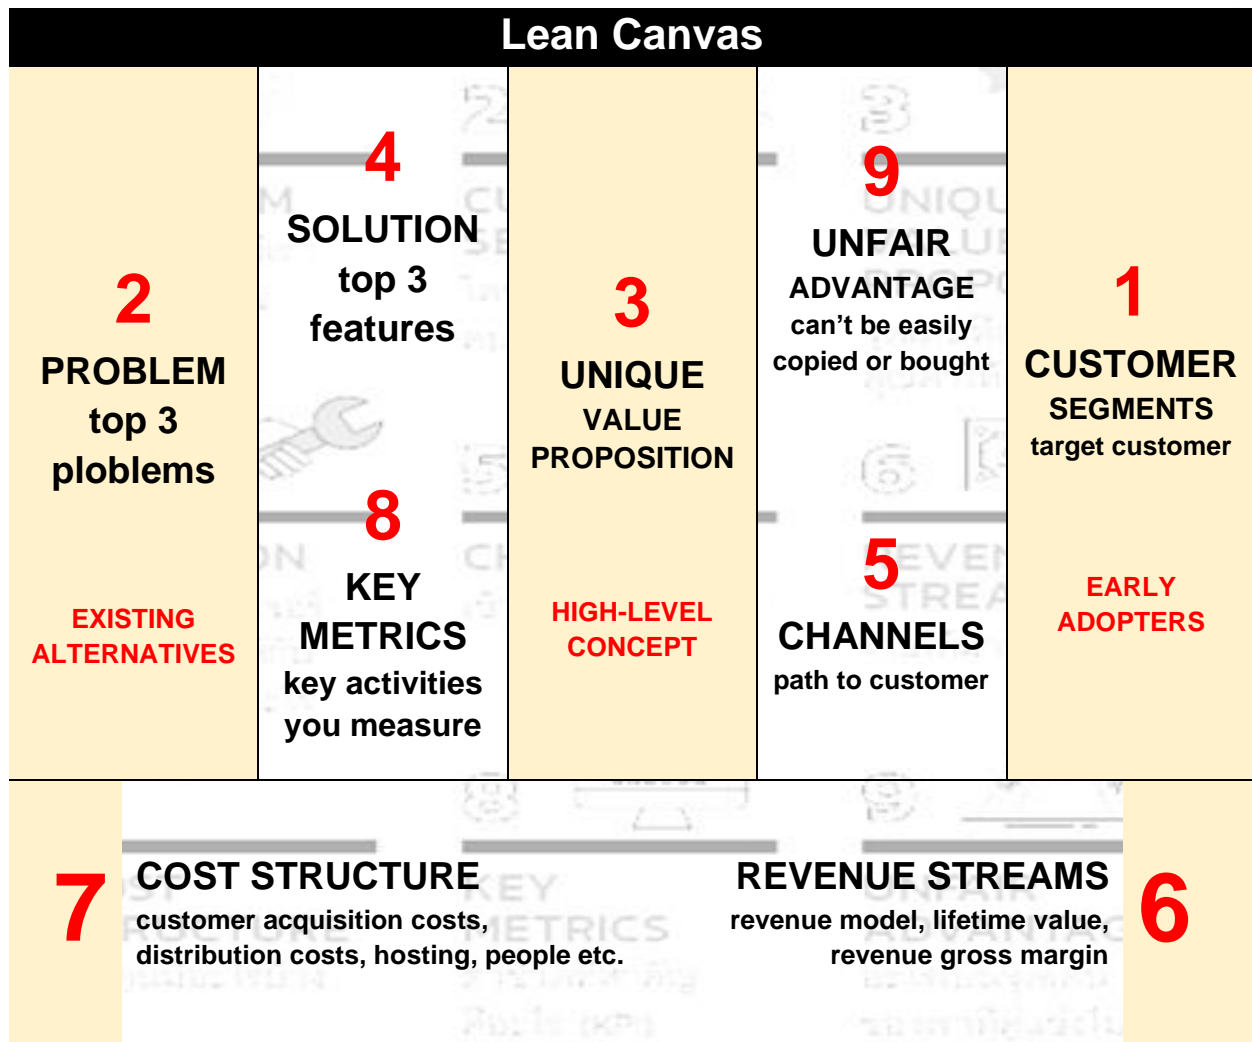 Lean Canvas
2
PROBLEM
top 3
ploblems
EXISTING
ALTERNATIVES
4
SOLUTION
top 3
features
8
KEY
METRICS
key activities
you measure
3
UNIQUE
VALUE
PROPOSITION
HIGH-LEVEL
CONCEPT
9
UNFAIR
ADVANTAGE
can’t be easily
copied or bought
5
CHANNELS
path to customer
1
CUSTOMER
SEGMENTS
target customer
EARLY
ADOPTERS
7
COST STRUCTURE
customer acquisition costs,
distribution costs, hosting, people etc.
REVENUE STREAMS
revenue model, lifetime value,
revenue gross margin
6
KEY
METRICS